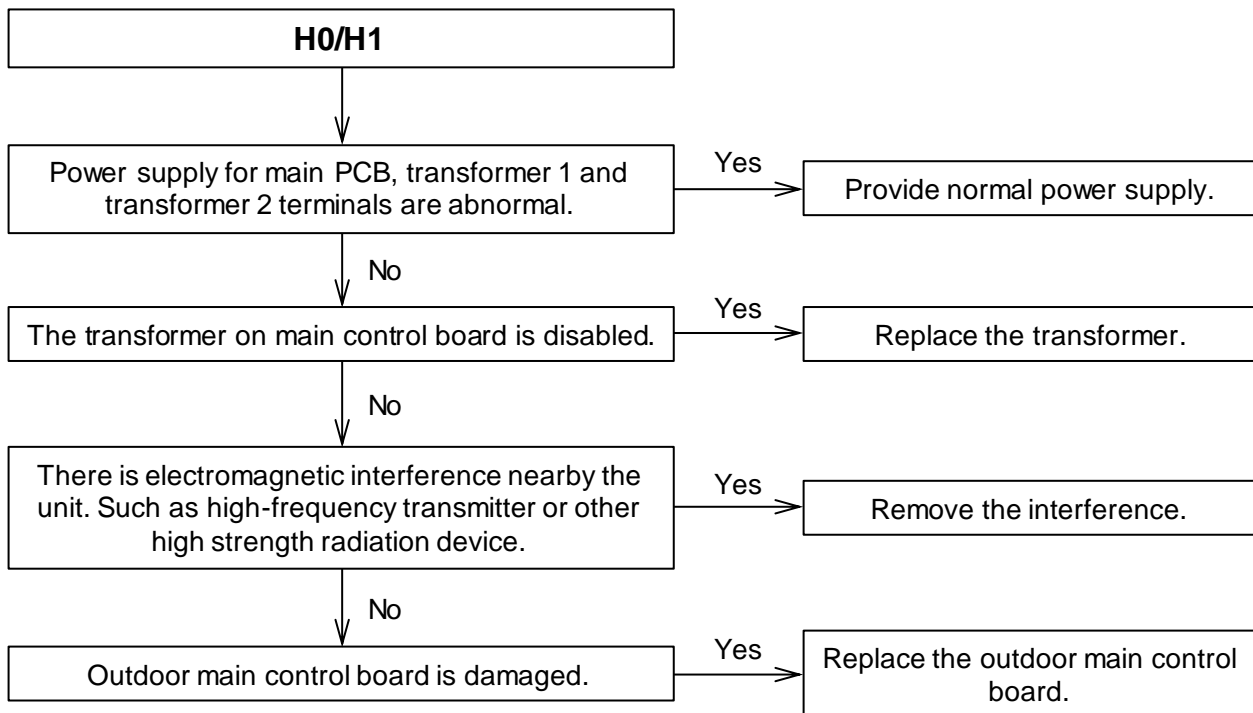 H0/H1
Power supply for main PCB, transformer 1 and
transformer 2 terminals are abnormal.
Yes
Provide normal power supply.
No
The transformer on main control board is disabled.
Yes
Replace the transformer.
No
There is electromagnetic interference nearby the
unit. Such as high-frequency transmitter or other
high strength radiation device.
Yes
Remove the interference.
No
Outdoor main control board is damaged.
Yes
Replace the outdoor main control
board.